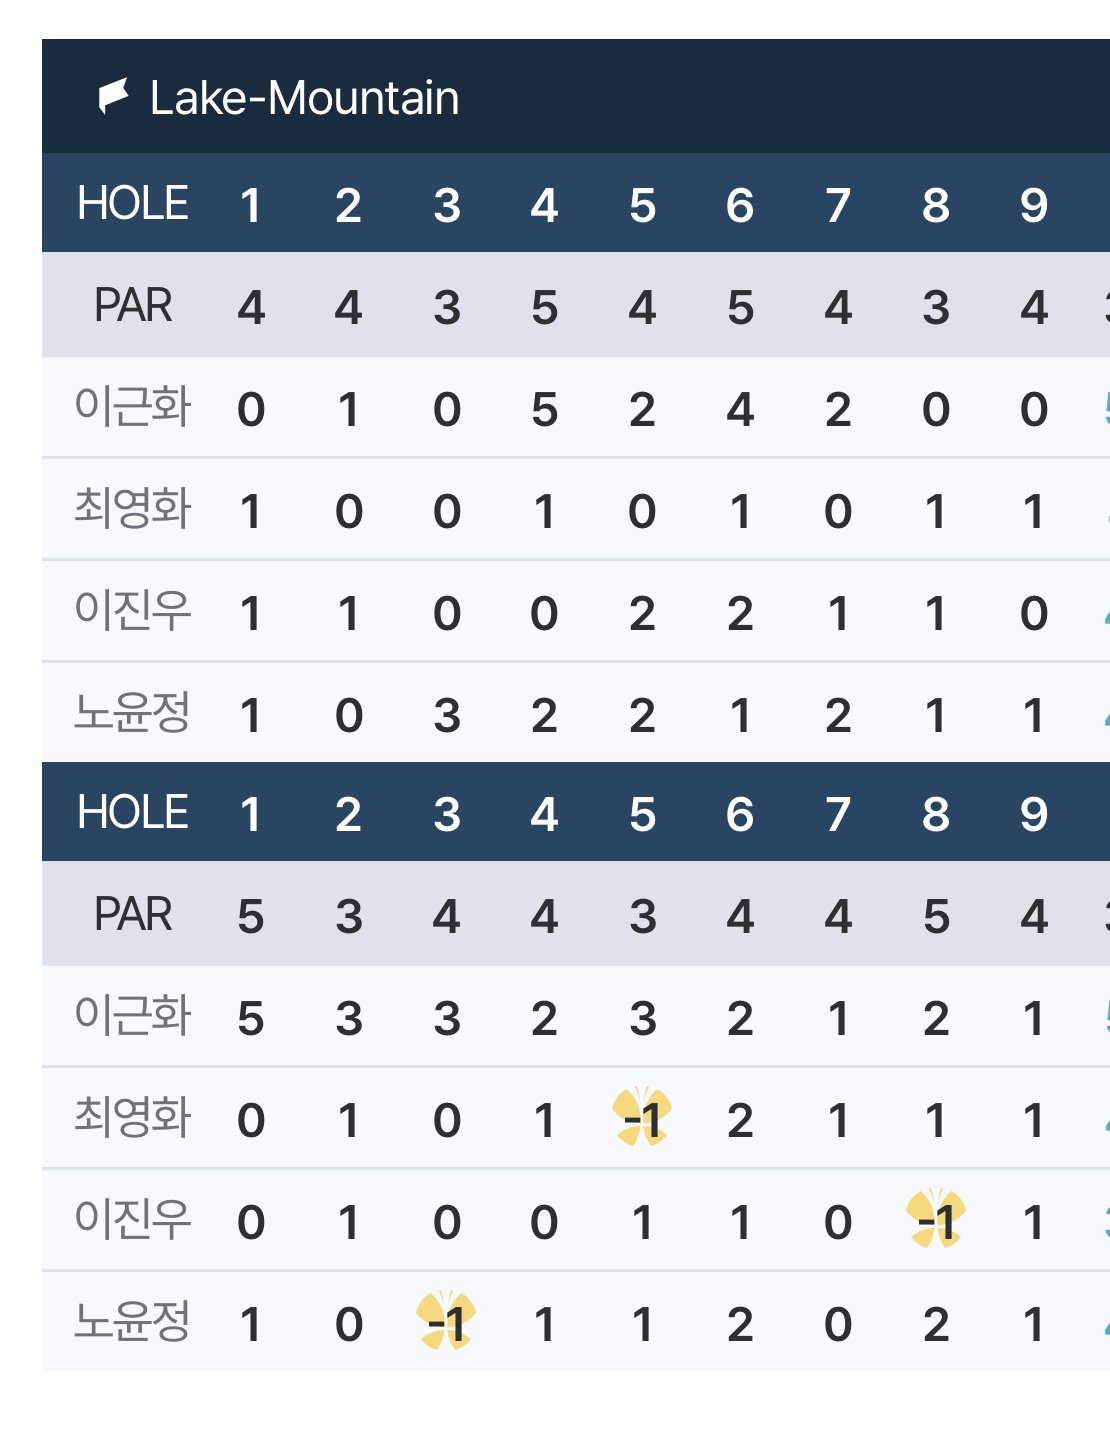 Lake-Mountain
HOLE 1 2 3 4 5 6 7 8 9
PAR 4 4 3 5 4 5 4 3 4
이근화 0 1 0 5 2 4 2 0 0
최영화 1 0 0 1 0 1 0 1 1
이진우 1 1 0 0 2 2 1 1 0
노윤정 1 0 3 2 2 1 2 1 1
HOLE 1 2 3 4 5 6 7 8 9
PAR 5 3 4 4 3 4 4 5 4
이근화 5 3 3 2 3 2 1 2 1
최영화 0 1 0 1 -1 2 1 1 1
이진우 0 1 0 0 1 1 0 -1 1
노윤정 1 0 -1 1 1 2 0 2 1